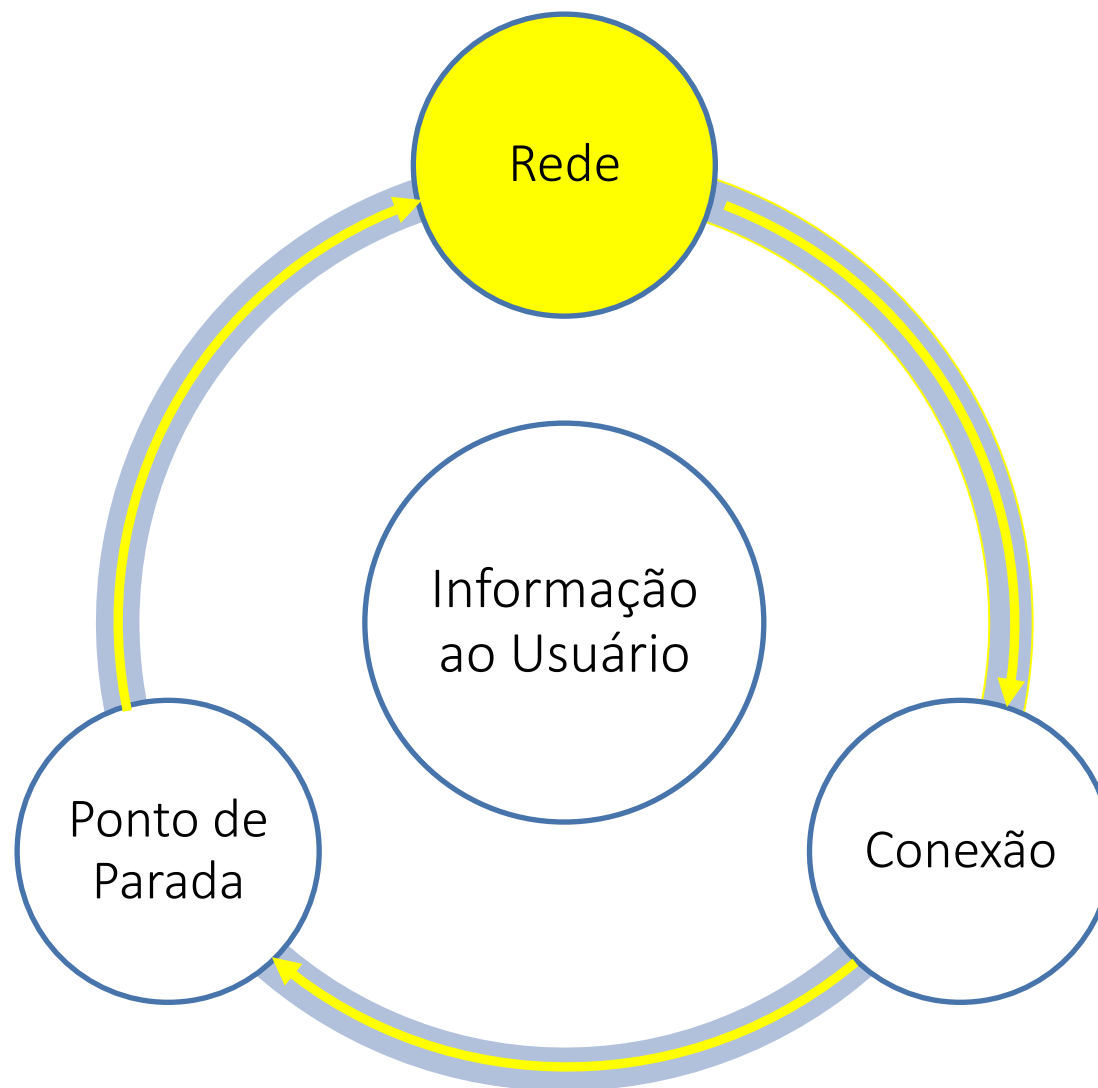 Rede
Informação
ao Usuário
Ponto de
Parada
Conexão